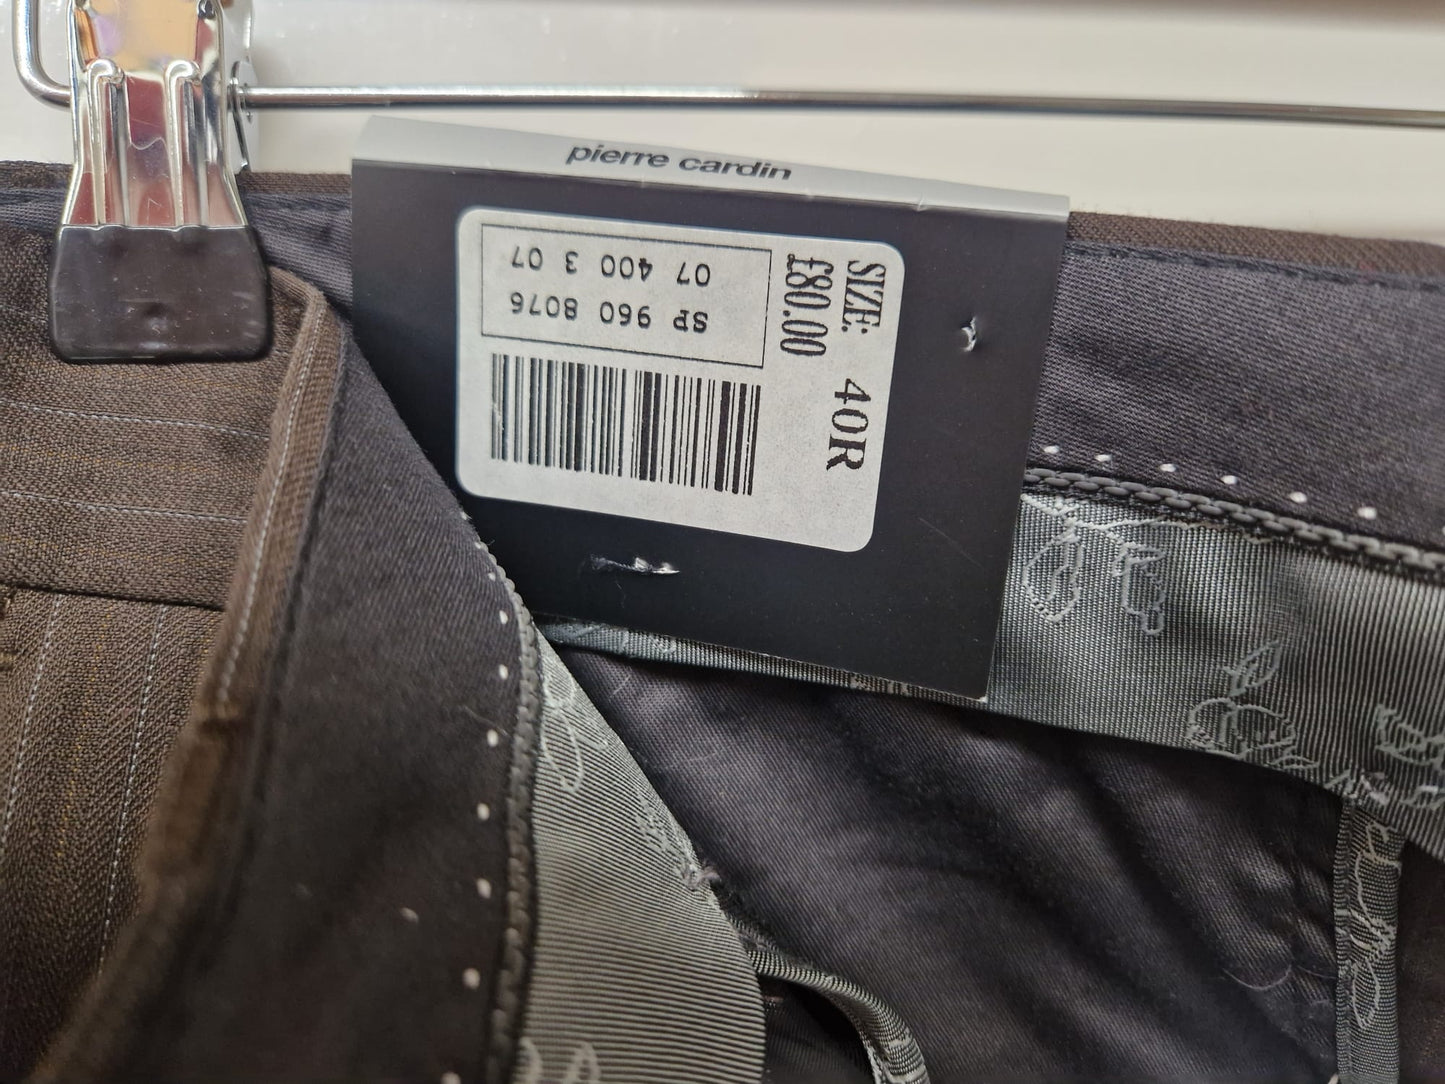 pierre cardin
SIZE: 40R
£80.00
SP 960 8076
07 400 3 07